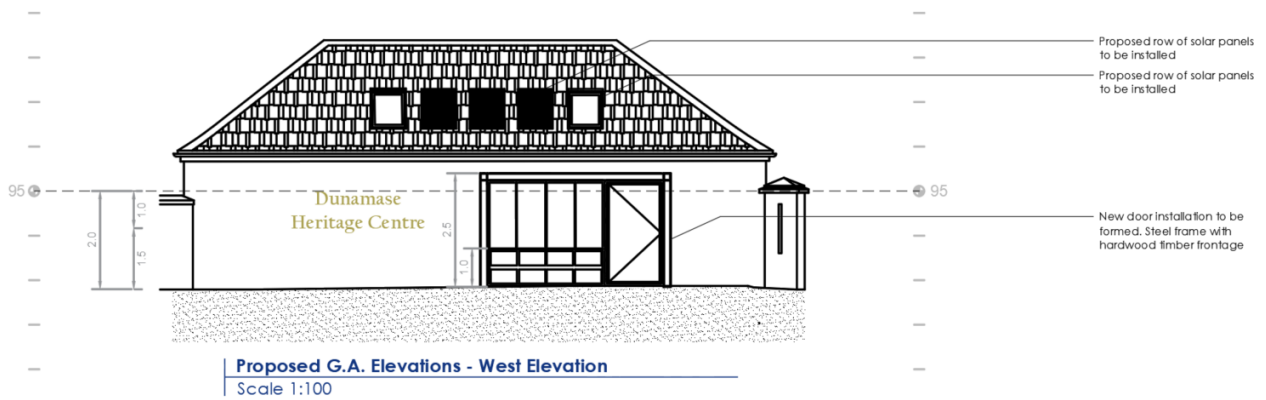 Proposed row of solar panels
to be installed
Proposed row of solar panels
to be installed
95
95
Dunamase
Heritage Centre
2.0
1.0
1.5
2.5
1.0
New door installation to be
formed. Steel frame with
hardwood timber frontage
Proposed G.A. Elevations - West Elevation
Scale 1:100